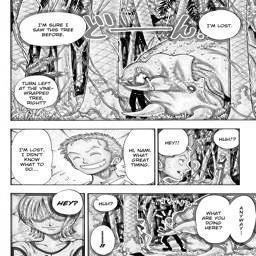 I'M LOST.
I'M SURE I
SAW THIS TREE
BEFORE.
TURN LEFT
AT THE VINE-
WRAPPED
TREE,
RIGHT?
HUH!?
HEY!!
HI, NAMI.
WHAT
GREAT
TIMING.
I'M LOST.
I DIDN'T
KNOW
WHAT TO
DO....
ANYWAY!
WHAT ARE
YOU
DOING
HERE?
HUH?
HUH?